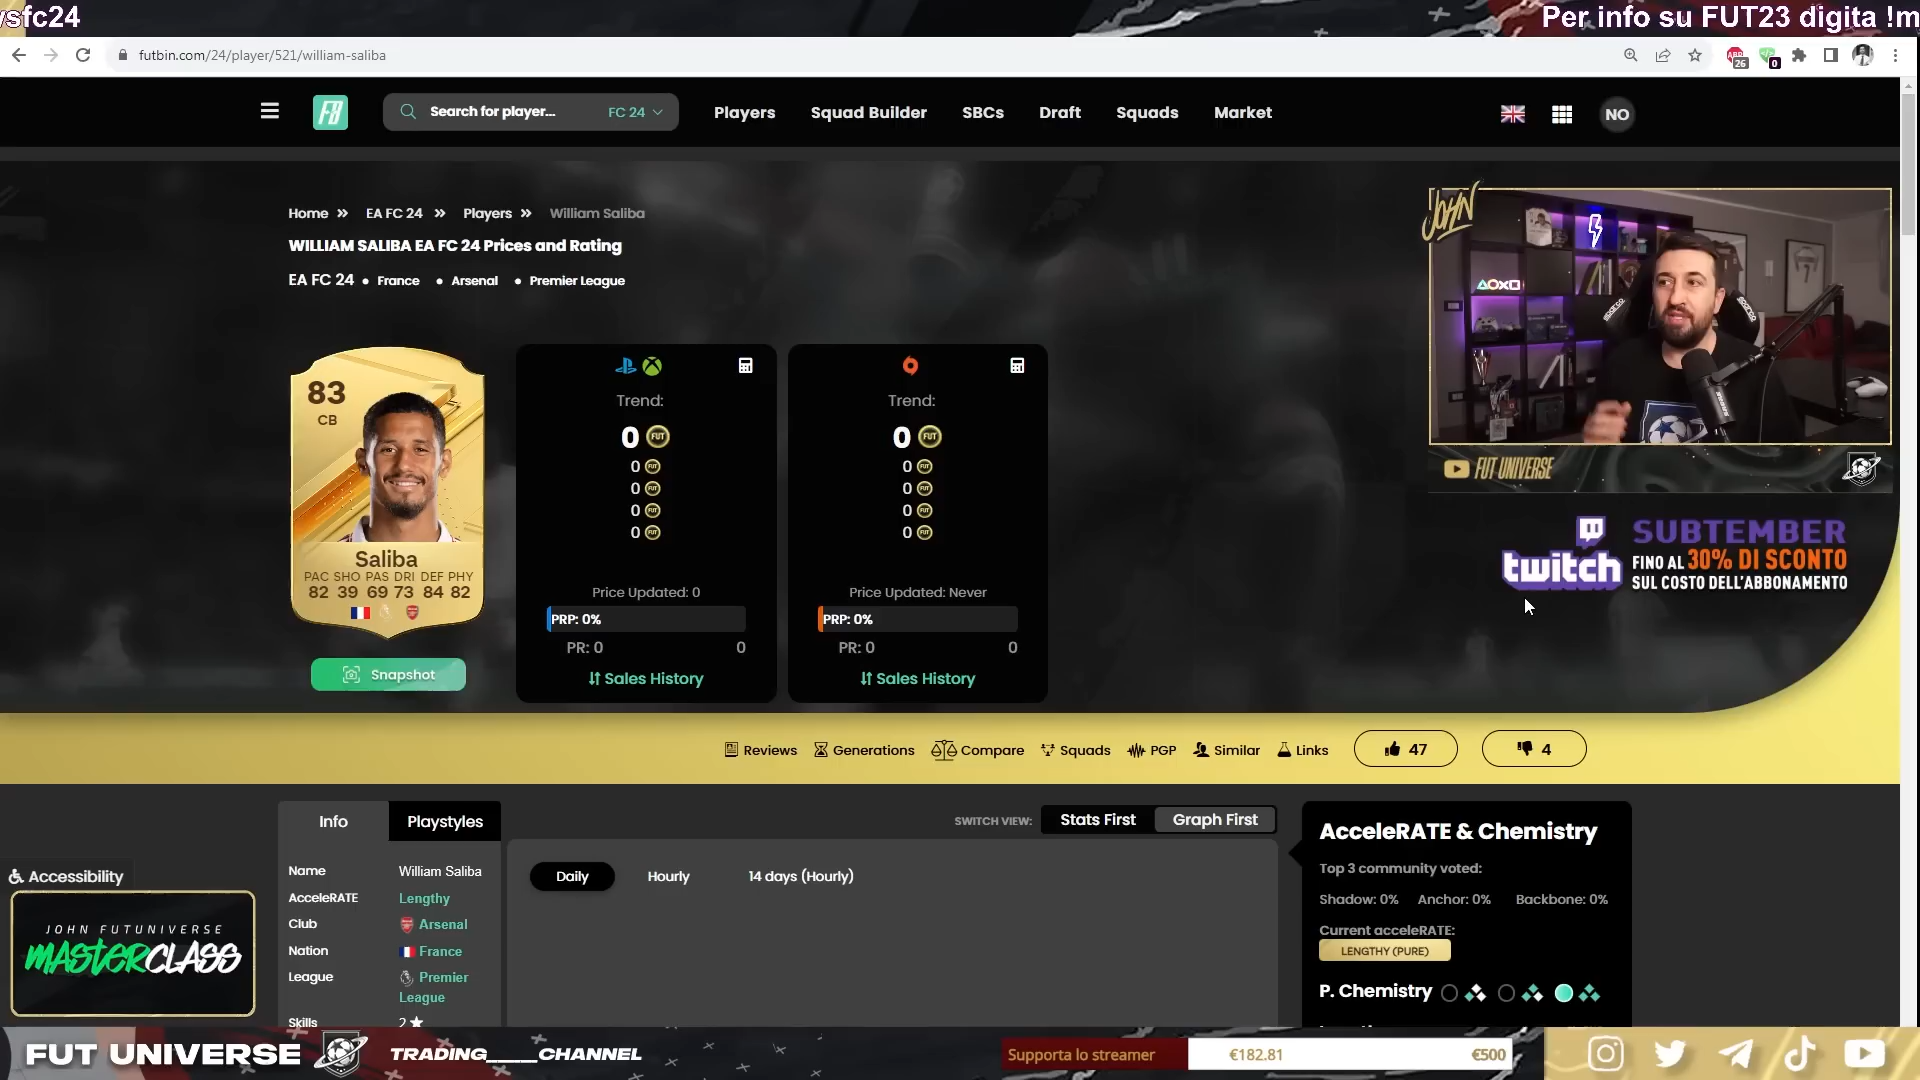 ysfc24
Per info su FUT23 digita !m
futbin.com/24/player/521/william-saliba
26
0
Search for player...
FC 24
Players
Squad Builder
SBCs
Draft
Squads
Market
NO
Home » EA FC 24 » Players » William Saliba
WILLIAM SALIBA EA FC 24 Prices and Rating
EA FC 24 • France • Arsenal • Premier League
JOHN
FUT UNIVERSE
83
CB
Saliba
PAC SHO PAS DRI DEF PHY
82 39 69 73 84 82
Snapshot
Trend:
0
0
0
0
0
Price Updated: 0
PRP: 0%
PR: 0
0
Sales History
Trend:
0
0
0
0
0
Price Updated: Never
PRP: 0%
PR: 0
0
Sales History
twitch
SUBTEMBER
FINO AL 30% DI SCONTO
SUL COSTO DELL'ABBONAMENTO
Reviews
Generations
Compare
Squads
PGP
Similar
Links
47
4
Info
Playstyles
Name William Saliba
AcceleRATE Lengthy
Club Arsenal
Nation France
League Premier
League
Skills 2
SWITCH VIEW:
Stats First
Graph First
Daily
Hourly
14 days (Hourly)
AcceleRATE & Chemistry
Top 3 community voted:
Shadow: 0% Anchor: 0% Backbone: 0%
Current acceleRATE:
LENGTHY (PURE)
P. Chemistry
Accessibility
JOHN FUTUNIVERSE
MASTERCLASS
FUT UNIVERSE
TRADING____CHANNEL
Supporta lo streamer
€182.81
€500